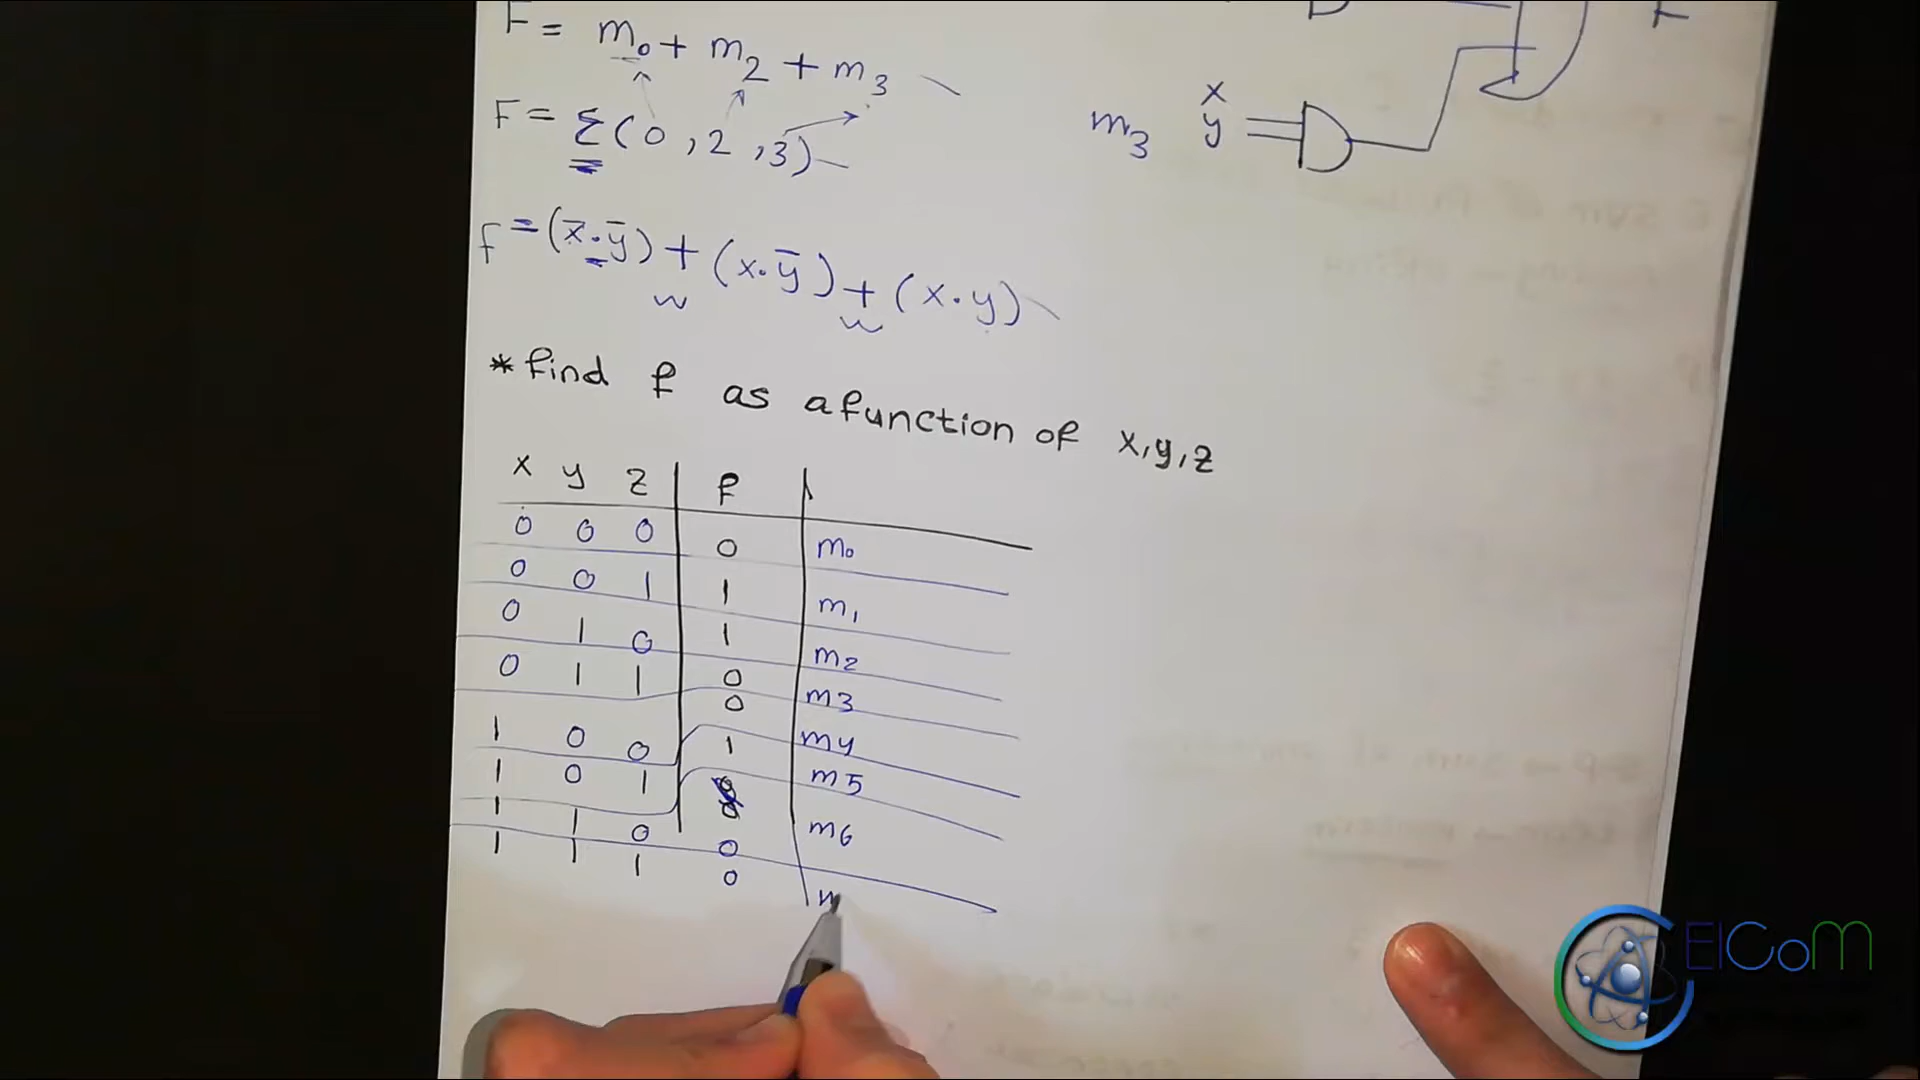 F = m0 + m2 + m3
F = Σ(0,2,3)
f = (x̅.y̅) + (x.y̅) + (x.y)
m3 x
y
F
*find f as a function of x,y,z
x y z f
0 0 0 0 m0
0 0 1 1 m1
0 1 0 1 m2
0 1 1 0 m3
1 0 0 0 m4
1 0 1 1 m5
1 1 0 0 m6
1 1 1 0 m
ElCoM